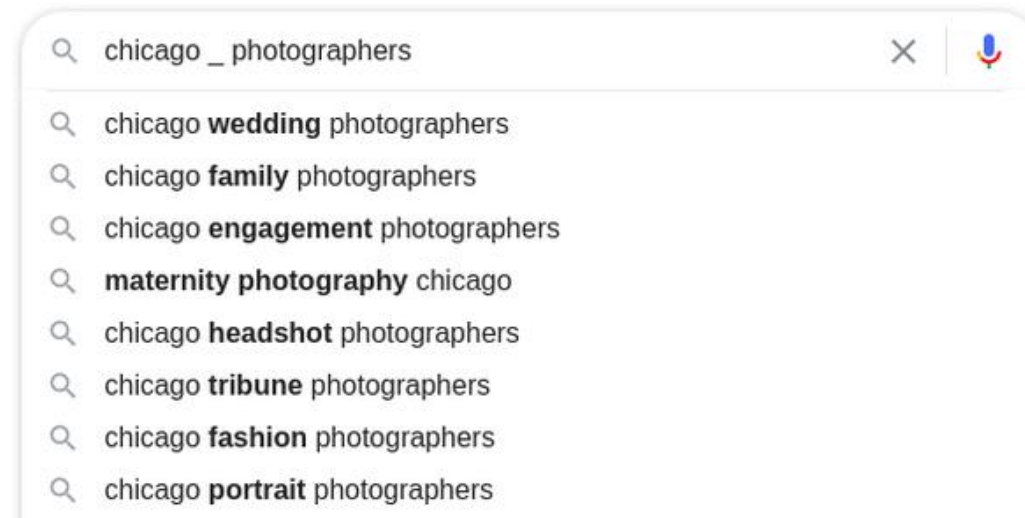 chicago _ photographers
chicago wedding photographers
chicago family photographers
chicago engagement photographers
maternity photography chicago
chicago headshot photographers
chicago tribune photographers
chicago fashion photographers
chicago portrait photographers